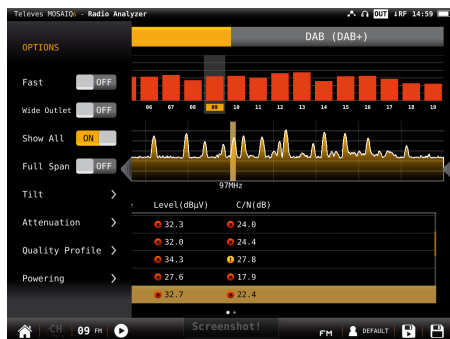 Televes MOSAIQ6 - Radio Analyzer OUT ↓RF 14:59
OPTIONS
DAB (DAB+)
Fast OFF
Wide Outlet OFF
06 07 08 09 10 11 12 13 14 15 16 17 18 19
Show All ON
Full Span OFF
97MHz
Tilt >
Level(dBµV) C/N(dB)
Attenuation >
32.3 24.0
32.0 24.4
Quality Profile >
34.3 27.8
Powering >
27.6 17.9
32.7 22.4
CH 09 FM Screenshot! FM DEFAULT